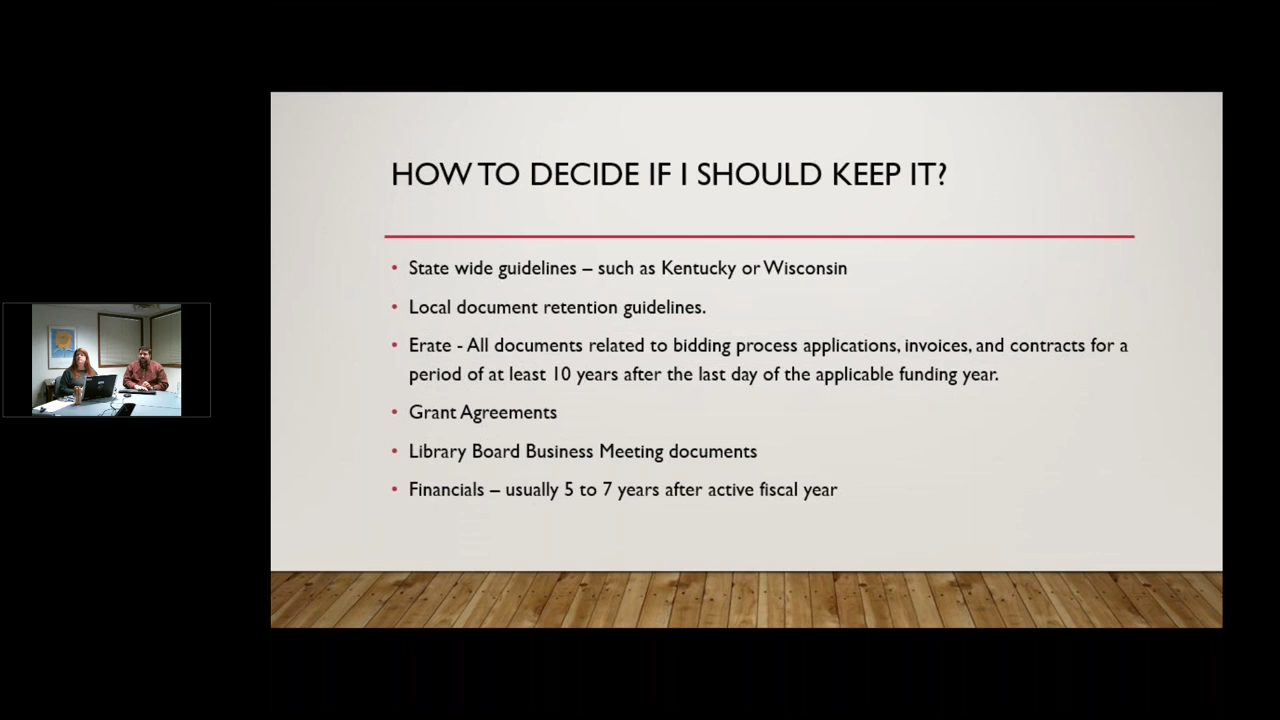 HOW TO DECIDE IF I SHOULD KEEP IT?
• State wide guidelines – such as Kentucky or Wisconsin
• Local document retention guidelines.
• Erate - All documents related to bidding process applications, invoices, and contracts for a
period of at least 10 years after the last day of the applicable funding year.
• Grant Agreements
• Library Board Business Meeting documents
• Financials – usually 5 to 7 years after active fiscal year